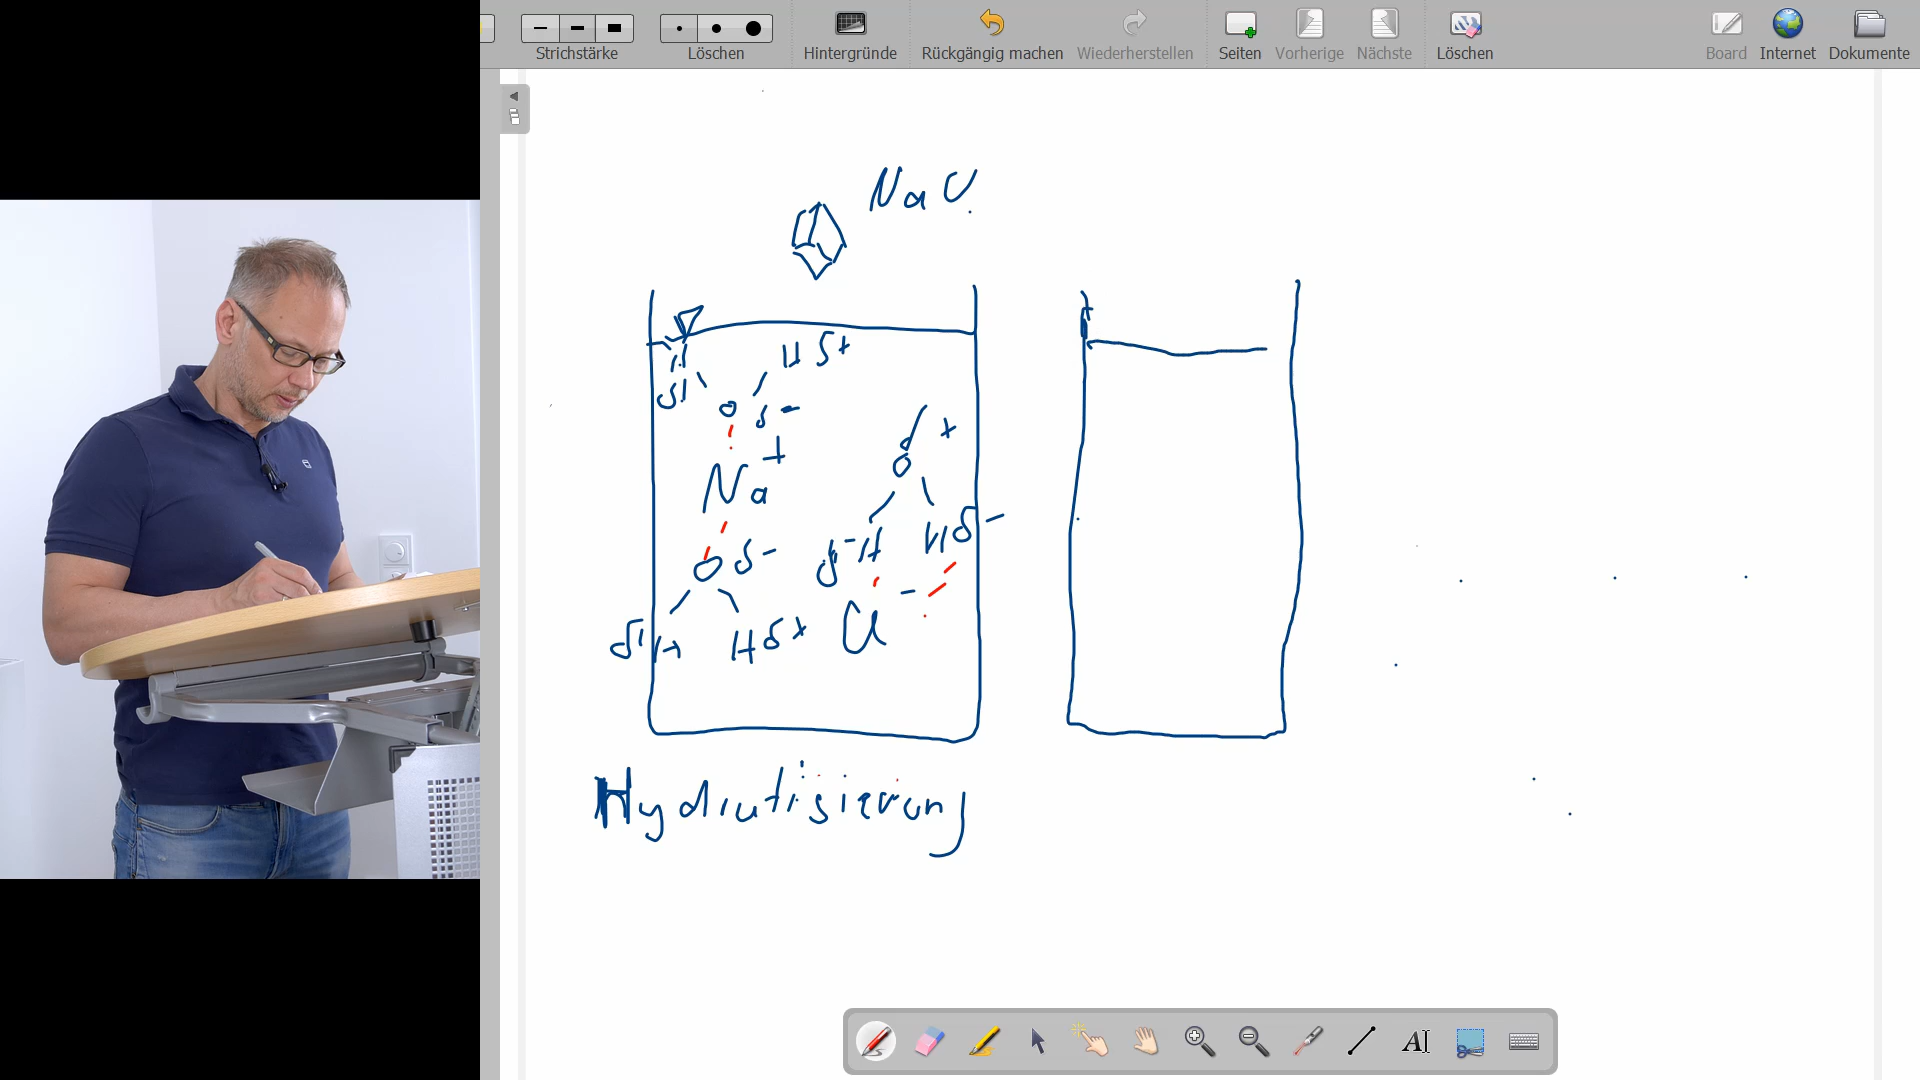 Strichstärke Löschen Hintergründe Rückgängig machen Wiederherstellen Seiten Vorherige Nächste Löschen Board Internet Dokumente
NaCl
H H δ+
O δ-
Na+
δ+
O
δ- H H δ-
O δ-
Cl-
δ+ H H δ+
Hydratisierung